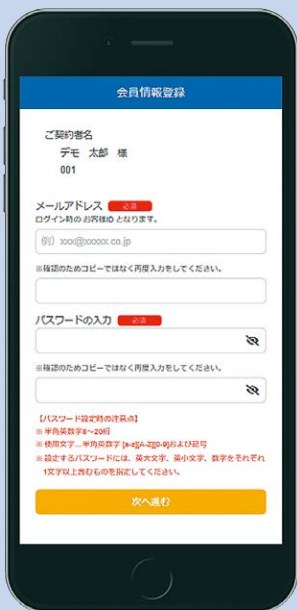 会員情報登録
ご契約者名
デモ 太郎 様
001
メールアドレス 必須
ログイン時の お客様ID となります。
例）xxx@xxxxx.co.jp
※確認のためコピーではなく再度入力をしてください。
パスワードの入力 必須
※確認のためコピーではなく再度入力をしてください。
【パスワード設定時の注意点】
※ 半角英数字8〜20桁
※ 使用文字…半角英数字 [a-z][A-Z][0-9]および記号
※ 設定するパスワードには、英大文字、英小文字、数字をそれぞれ
1文字以上含むものを指定してください。
次へ進む